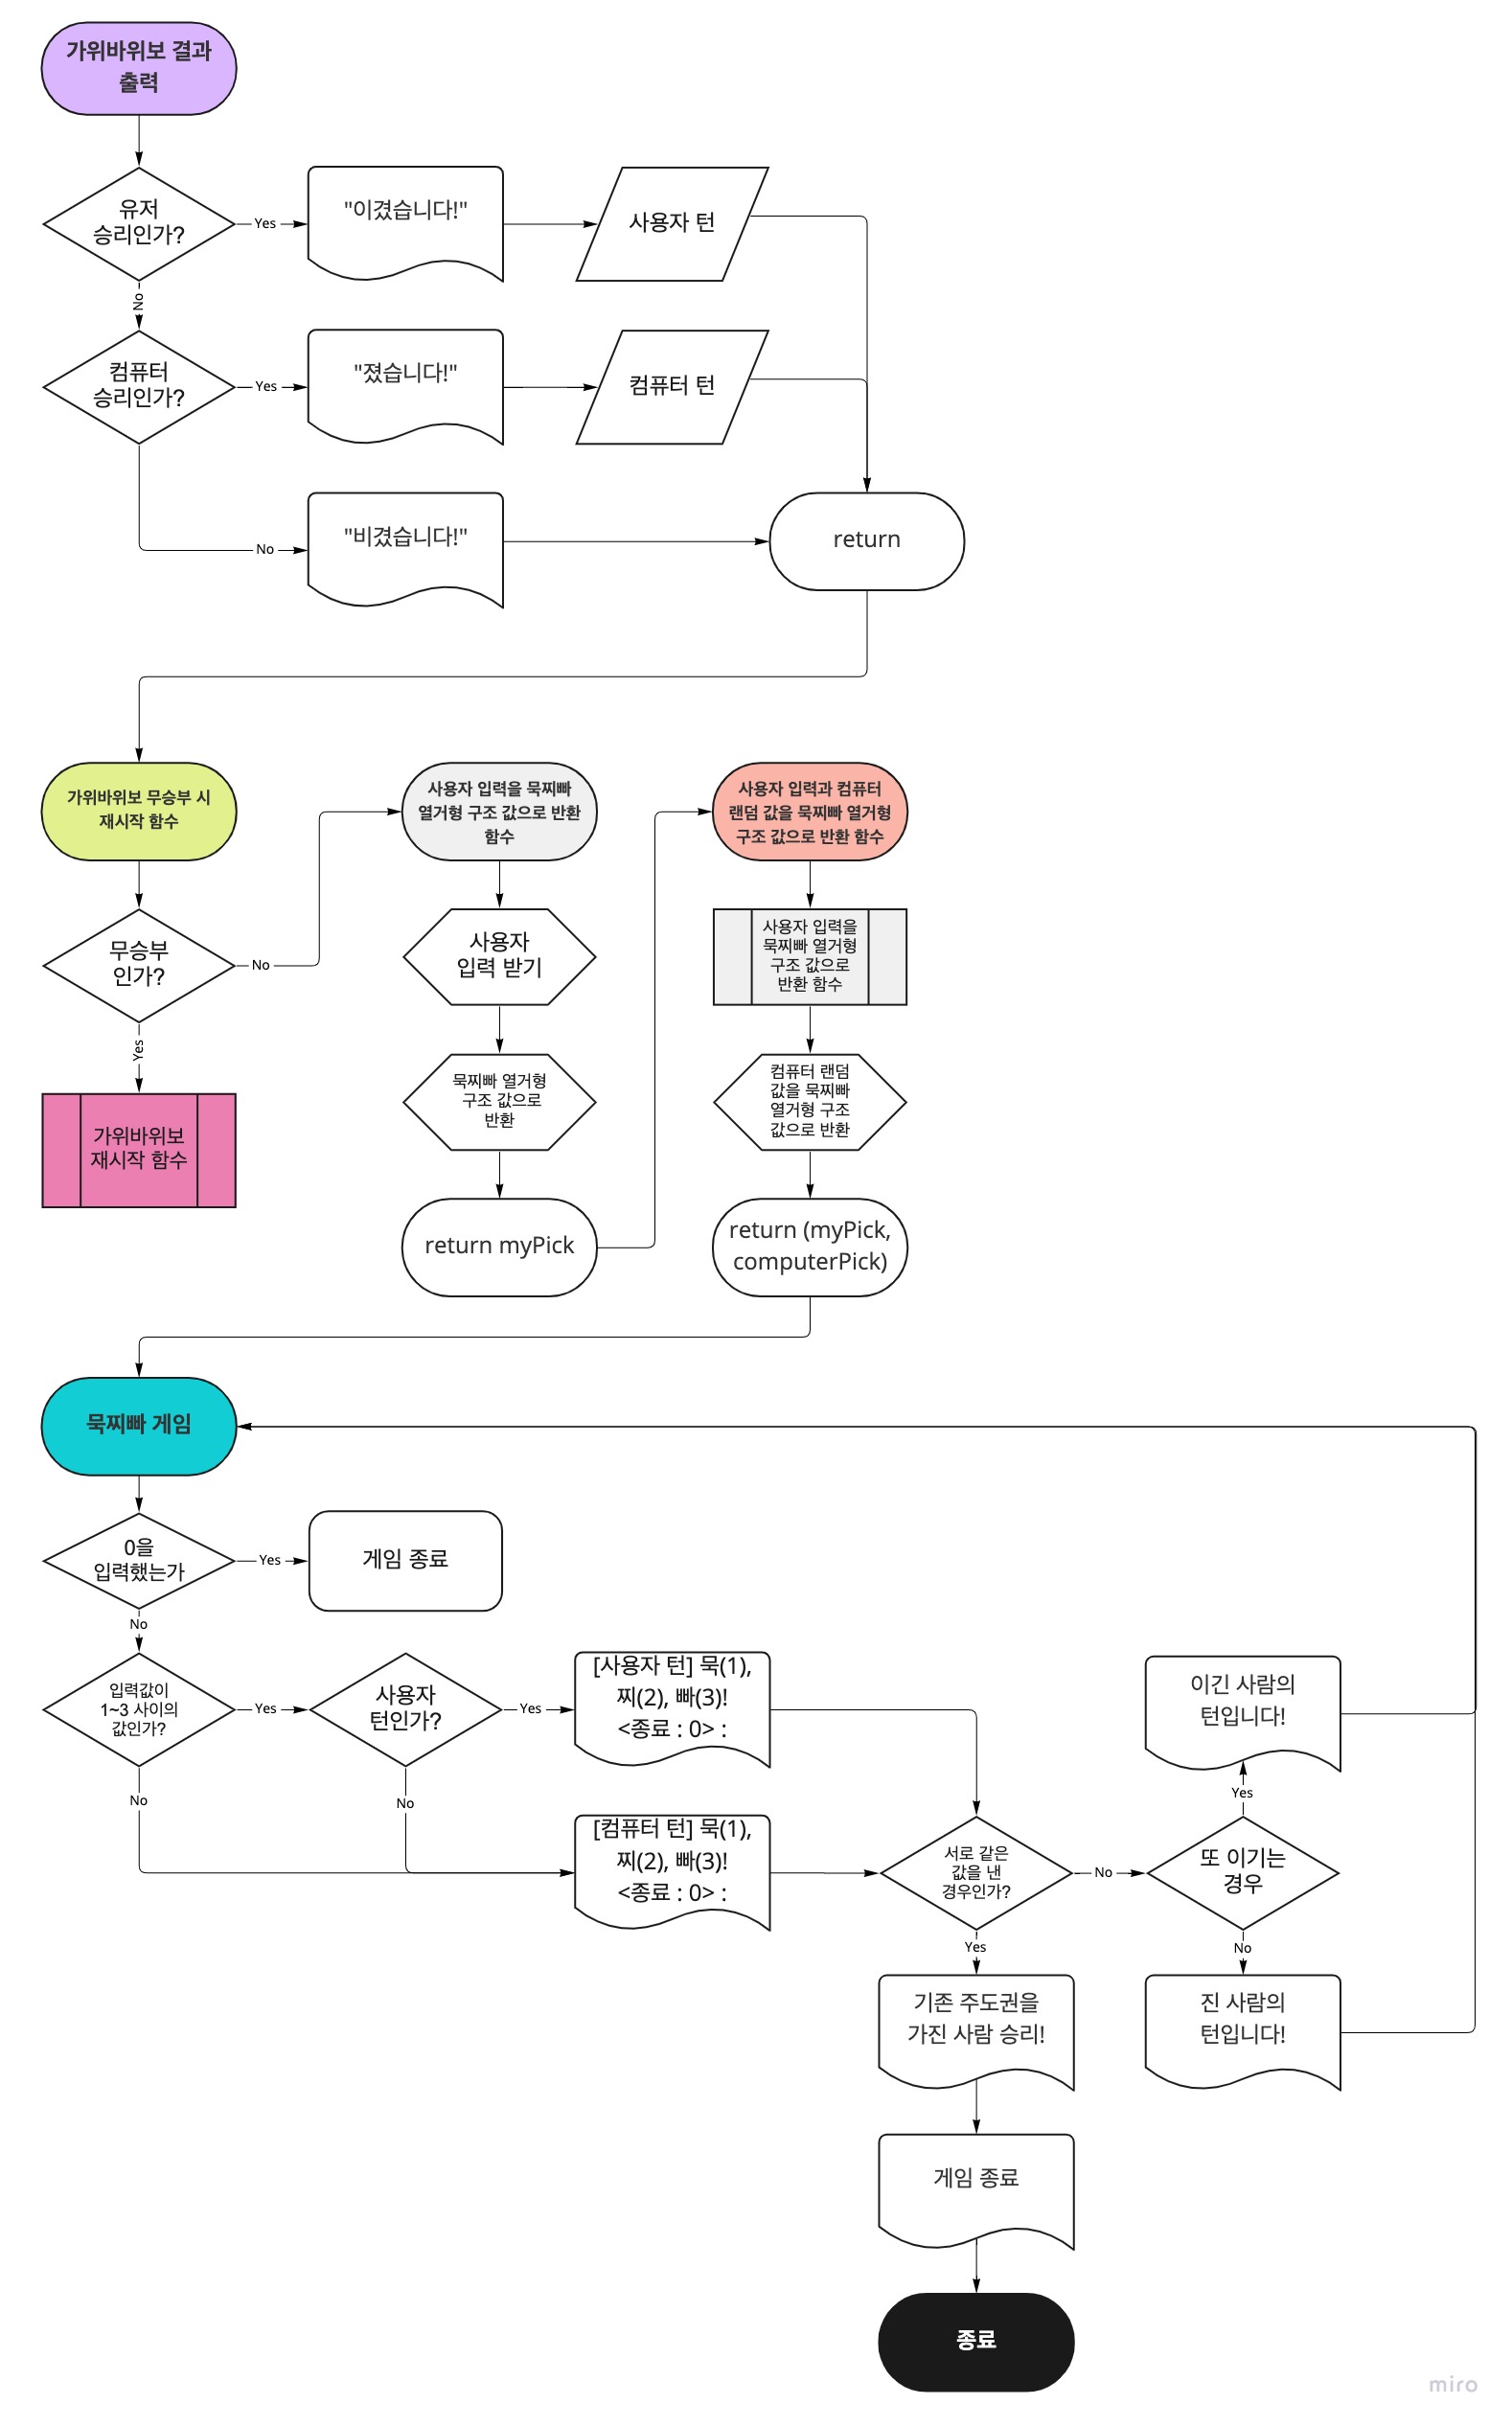 가위바위보 결과
출력
유저
승리인가?
Yes
"이겼습니다!"
사용자 턴
No
컴퓨터
승리인가?
Yes
"졌습니다!"
컴퓨터 턴
No
"비겼습니다!"
return
가위바위보 무승부 시
재시작 함수
무승부
인가?
No
Yes
가위바위보
재시작 함수
사용자 입력을 묵찌빠
열거형 구조 값으로 반환
함수
사용자
입력 받기
묵찌빠 열거형
구조 값으로
반환
return myPick
사용자 입력과 컴퓨터
랜덤 값을 묵찌빠 열거형
구조 값으로 반환 함수
사용자 입력을
묵찌빠 열거형
구조 값으로
반환 함수
컴퓨터 랜덤
값을 묵찌빠
열거형 구조
값으로 반환
return (myPick,
computerPick)
묵찌빠 게임
0을
입력했는가
Yes
게임 종료
No
입력값이
1~3 사이의
값인가?
Yes
사용자
턴인가?
Yes
[사용자 턴] 묵(1),
찌(2), 빠(3)!
<종료 : 0> :
No
No
[컴퓨터 턴] 묵(1),
찌(2), 빠(3)!
<종료 : 0> :
서로 같은
값을 낸
경우인가?
No
또 이기는
경우
Yes
이긴 사람의
턴입니다!
No
진 사람의
턴입니다!
Yes
기존 주도권을
가진 사람 승리!
게임 종료
종료
miro